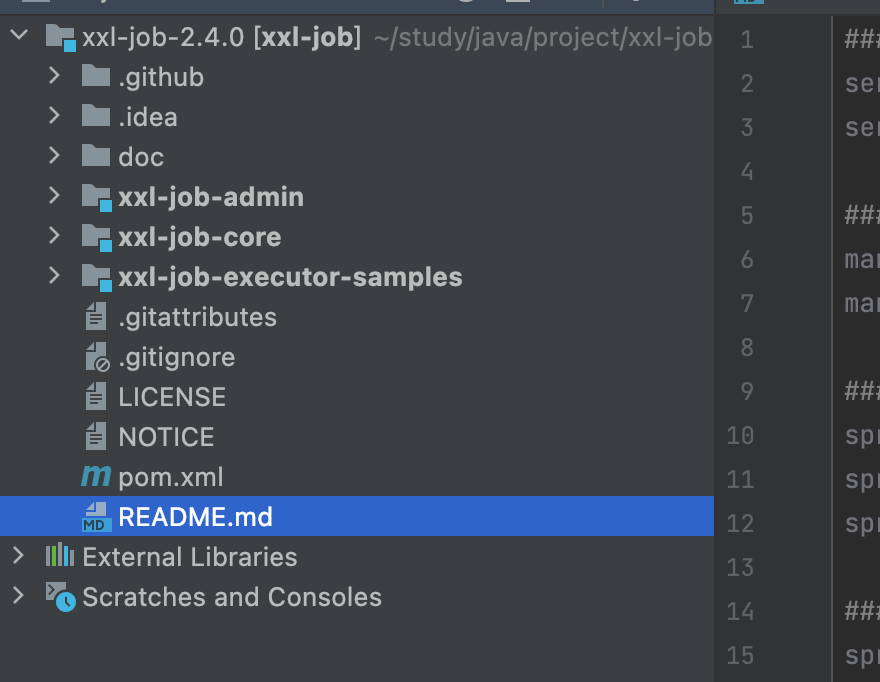 xxl-job-2.4.0 [xxl-job] ~/study/java/project/xxl-job
.github
.idea
doc
xxl-job-admin
xxl-job-core
xxl-job-executor-samples
.gitattributes
.gitignore
LICENSE
NOTICE
m pom.xml
MD README.md
External Libraries
Scratches and Consoles
1 ###
2 ser
3 ser
4
5 ###
6 man
7 man
8
9 ###
10 spr
11 spr
12 spr
13
14 ###
15 spr